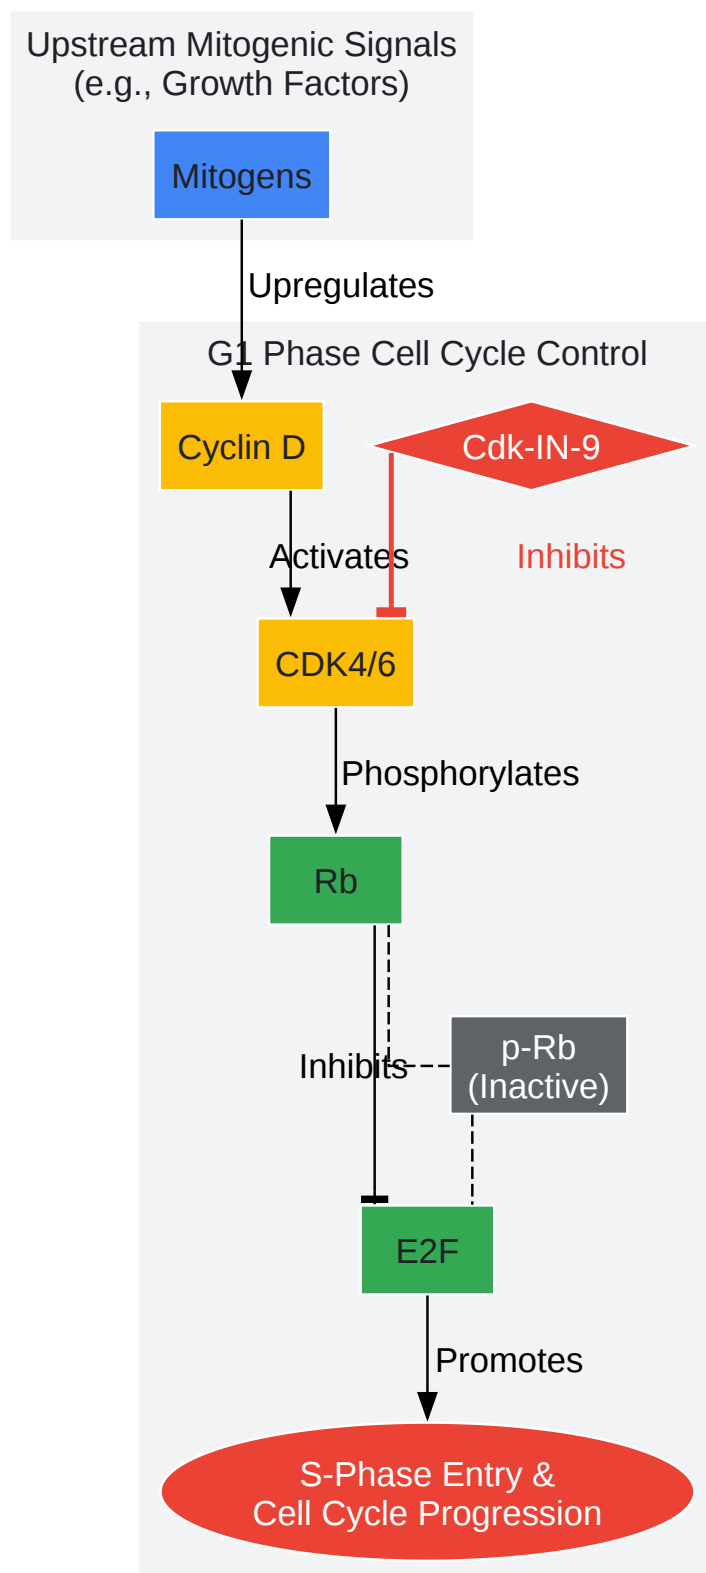 Upstream Mitogenic Signals
(e.g., Growth Factors)
Mitogens
Upregulates
G1 Phase Cell Cycle Control
Cyclin D
Cdk-IN-9
Activates
Inhibits
CDK4/6
Phosphorylates
Rb
p-Rb
(Inactive)
Inhibits
E2F
Promotes
S-Phase Entry &
Cell Cycle Progression